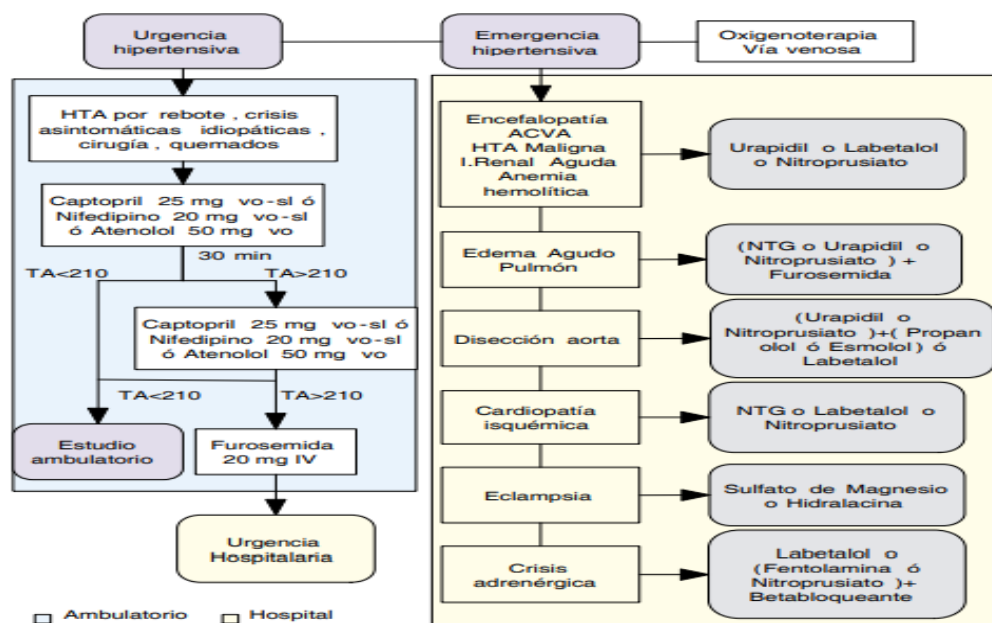 Urgencia
hipertensiva
Emergencia
hipertensiva
Oxigenoterapia
Vía venosa
HTA por rebote , crisis
asintomáticas idiopáticas ,
cirugía , quemados
Captopril 25 mg vo-sl ó
Nifedipino 20 mg vo-sl
ó Atenolol 50 mg vo
30 min
TA<210
TA>210
Captopril 25 mg vo-sl ó
Nifedipino 20 mg vo-sl
ó Atenolol 50 mg vo
TA<210
TA>210
Estudio
ambulatorio
Furosemida
20 mg IV
Urgencia
Hospitalaria
Encefalopatía
ACVA
HTA Maligna
I.Renal Aguda
Anemia
hemolítica
Urapidil o Labetalol
o Nitroprusiato
Edema Agudo
Pulmón
(NTG o Urapidil o
Nitroprusiato ) +
Furosemida
Disección aorta
(Urapidil o
Nitroprusiato )+( Propan
olol ó Esmolol) ó
Labetalol
Cardiopatía
isquémica
NTG o Labetalol o
Nitroprusiato
Eclampsia
Sulfato de Magnesio
o Hidralacina
Crisis
adrenérgica
Labetalol o
(Fentolamina ó
Nitroprusiato )+
Betabloqueante
Ambulatorio
Hospital